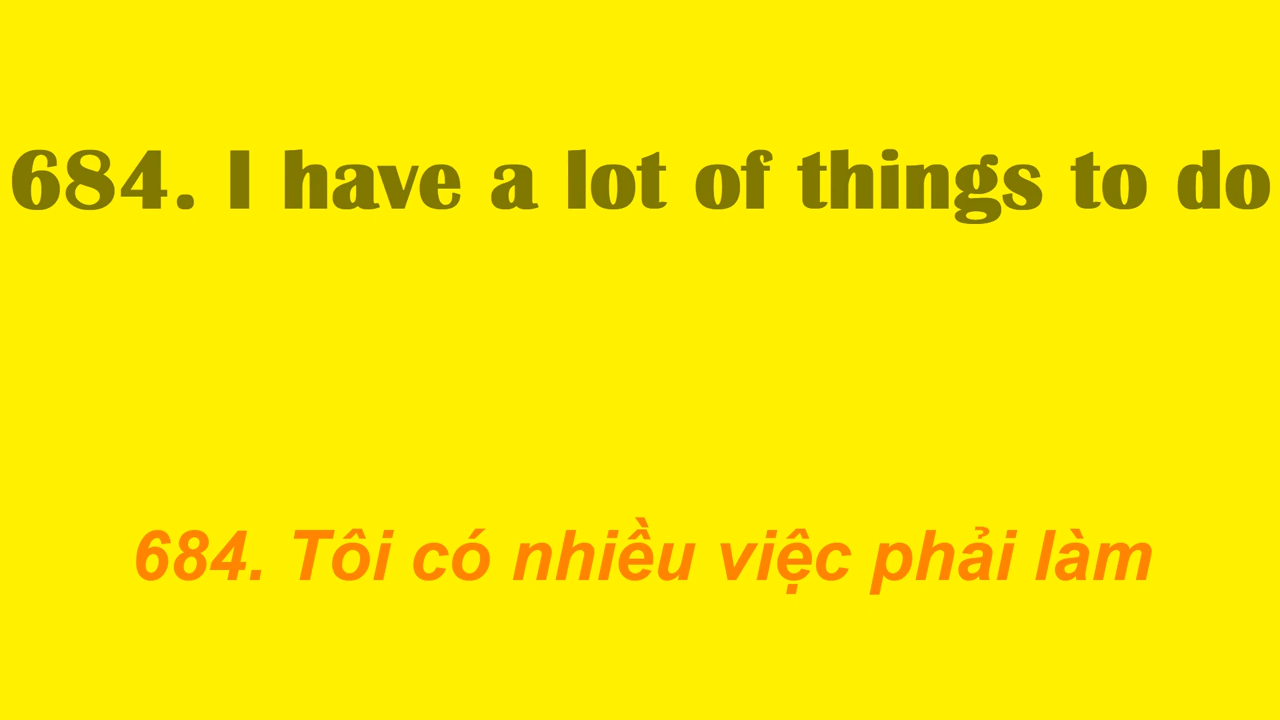 684. I have a lot of things to do
684. Tôi có nhiều việc phải làm